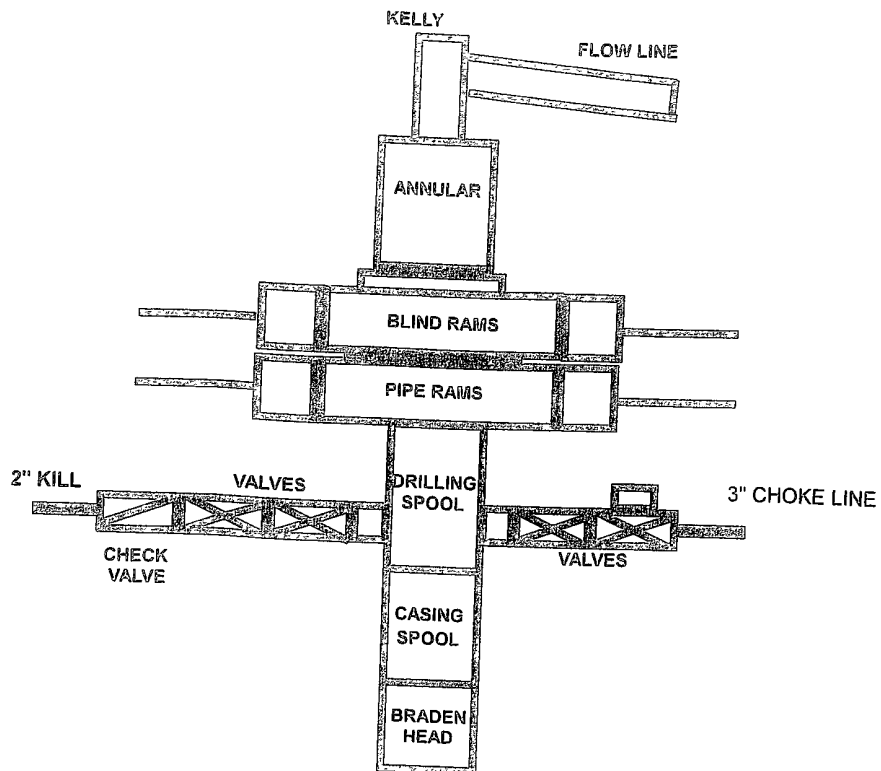 KELLY
FLOW LINE
ANNULAR
BLIND RAMS
PIPE RAMS
2" KILL
VALVES
DRILLING
SPOOL
3" CHOKE LINE
CHECK
VALVE
VALVES
CASING
SPOOL
BRADEN
HEAD